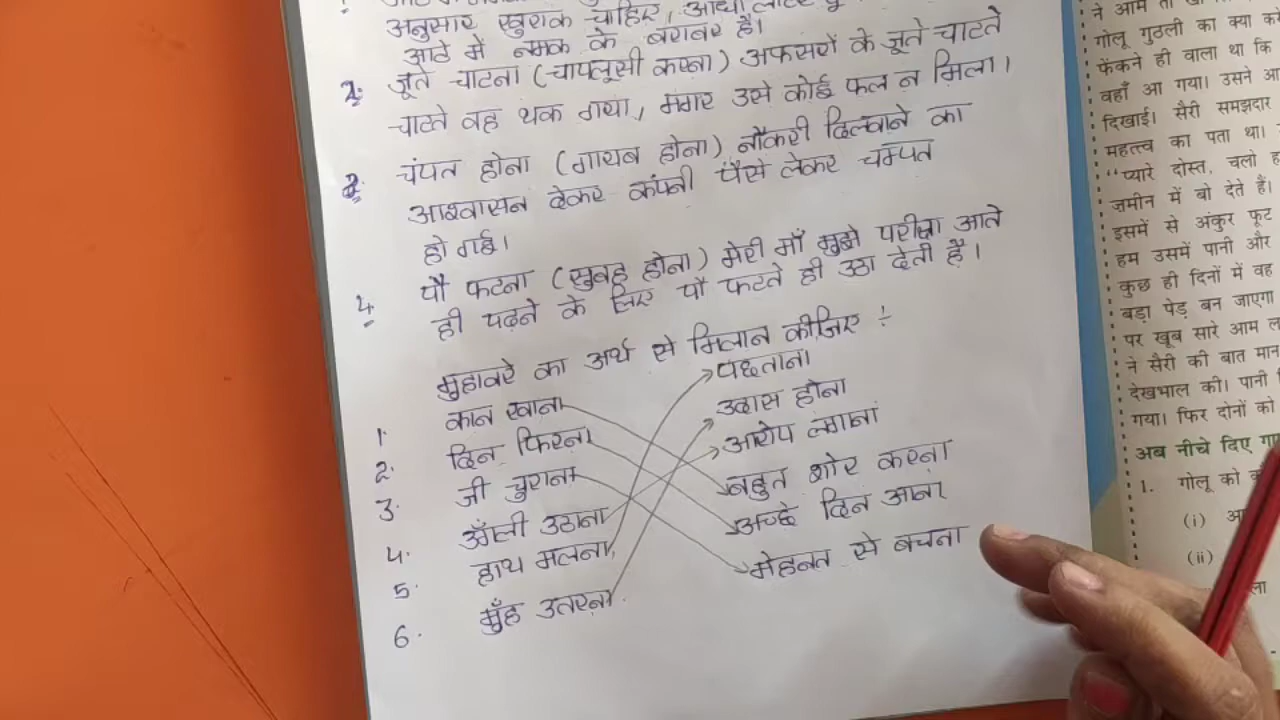 अनुसार खुराक चाहिए, आधा लीटर
आठे में नमक के बराबर है।
2. जूते चाटना (चापलूसी करना) अफसरों के जूते चाटते
चाटते वह थक गया, मगर उसे कोई फल न मिला।
3. चंपत होना (गायब होना) नौकरी दिलवाने का
आश्वासन देकर कंपनी पैसे लेकर चम्पत
हो गई।
4. पौ फटना (सुबह होना) मेरी माँ मुझे परीक्षा आते
ही पढ़ने के लिए पौ फटते ही उठा देती है।
मुहावरे का अर्थ से मिलान कीजिए :
1. कान खाना पछताना
2. दिन फिरना उदास होना
3. जी चुराना आरोप लगाना
4. अँगुली उठाना बहुत शोर करना
5. हाथ मलना अच्छे दिन आना
6. मुँह उतरना मेहनत से बचना
ने आम
गोलू गुठली का क्या
फेंकने ही वाला था कि
वहाँ आ गया। उसने
दिखाई। सैरी समझदार
महत्त्व का पता था।
“प्यारे दोस्त, चलो
ज़मीन में बो देते हैं।
इसमें से अंकुर फूट
हम उसमें पानी और
कुछ ही दिनों में वह
बड़ा पेड़ बन जाएगा
पर खूब सारे आम
ने सैरी की बात मान
देखभाल की। पानी
गया। फिर दोनों को
अब नीचे दिए
1. गोलू को
(i)
(ii)